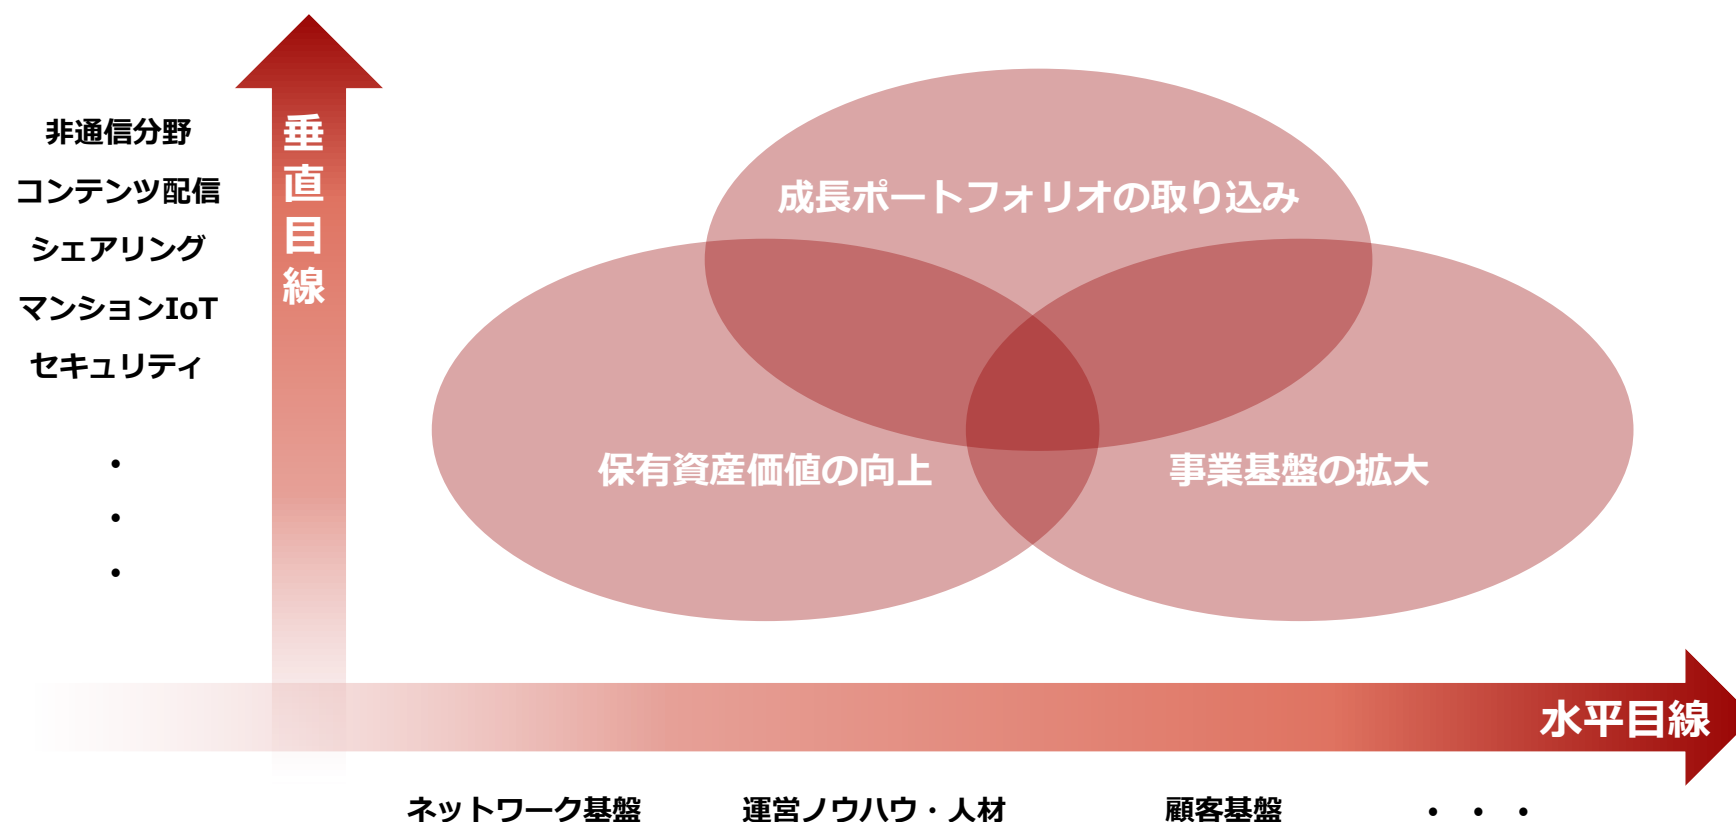 垂直目線
非通信分野
コンテンツ配信
シェアリング
マンションIoT
セキュリティ
・
・
・
成長ポートフォリオの取り込み
保有資産価値の向上
事業基盤の拡大
水平目線
ネットワーク基盤
運営ノウハウ・人材
顧客基盤
・・・